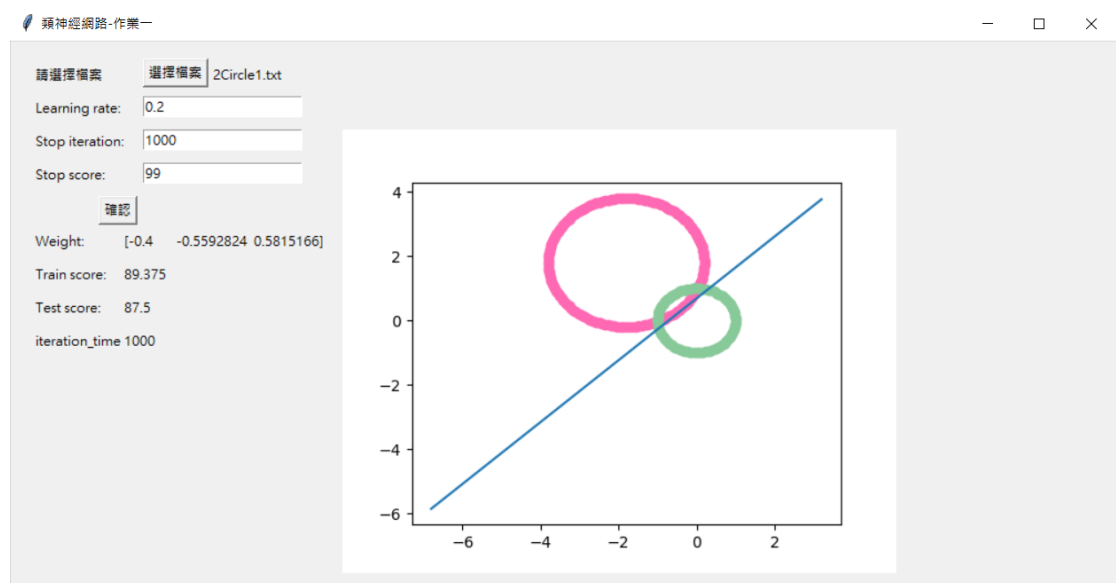 類神經網路-作業一
請選擇檔案 選擇檔案 2Circle1.txt
Learning rate: 0.2
Stop iteration: 1000
Stop score: 99
確認
Weight: [-0.4 -0.5592824 0.5815166]
Train score: 89.375
Test score: 87.5
iteration_time 1000
4
2
0
−2
−4
−6
−6 −4 −2 0 2